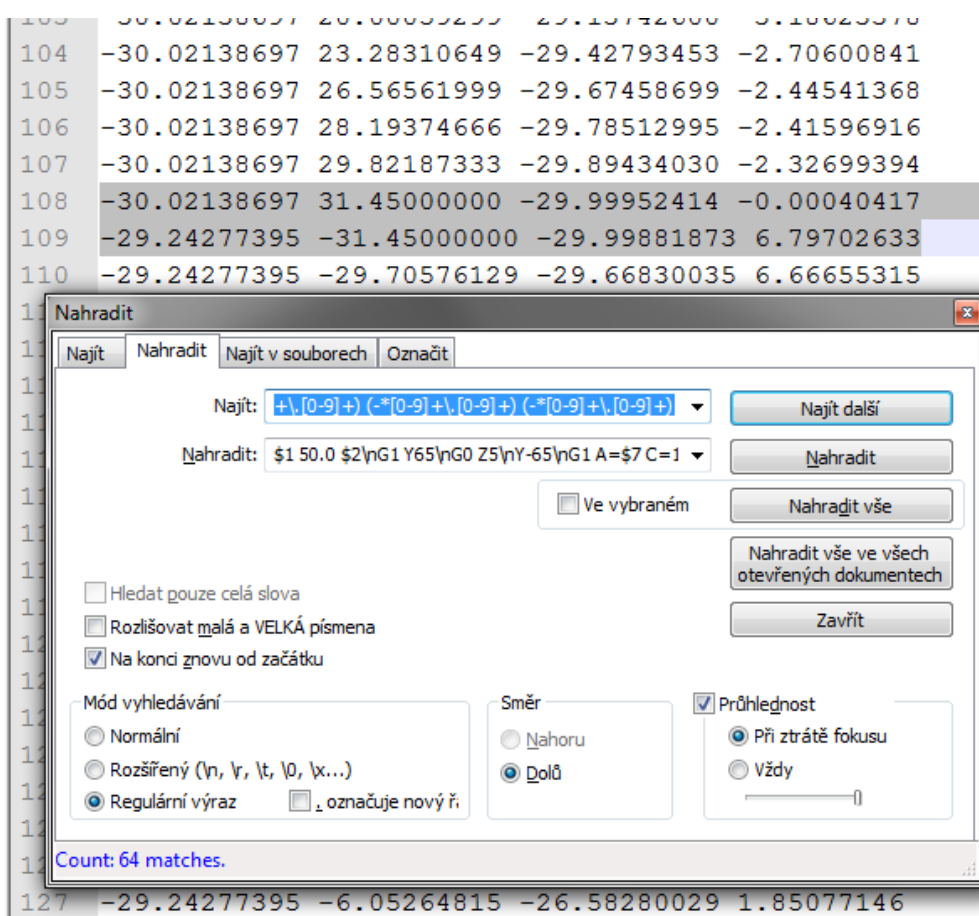 104 -30.02138697 23.28310649 -29.42793453 -2.70600841
105 -30.02138697 26.56561999 -29.67458699 -2.44541368
106 -30.02138697 28.19374666 -29.78512995 -2.41596916
107 -30.02138697 29.82187333 -29.89434030 -2.32699394
108 -30.02138697 31.45000000 -29.99952414 -0.00040417
109 -29.24277395 -31.45000000 -29.99881873 6.79702633
110 -29.24277395 -29.70576129 -29.66830035 6.66655315
Nahradit
Najít Nahradit Najít v souborech Označit
Najít: +\.[0-9]+) (-*[0-9]+\.[0-9]+) (-*[0-9]+\.[0-9]+) Najít další
Nahradit: $1 50.0 $2\nG1 Y65\nG0 Z5\nY-65\nG1 A=$7 C=1 Nahradit
Ve vybraném Nahradit vše
Nahradit vše ve všech
otevřených dokumentech
Hledat pouze celá slova
Zavřít
Rozlišovat malá a VELKÁ písmena
Na konci znovu od začátku
Mód vyhledávání Směr Průhlednost
Normální Nahoru Při ztrátě fokusu
Rozšířený (\n, \r, \t, \0, \x...) Dolů Vždy
Regulární výraz . označuje nový ř
Count: 64 matches.
127 -29.24277395 -6.05264815 -26.58280029 1.85077146